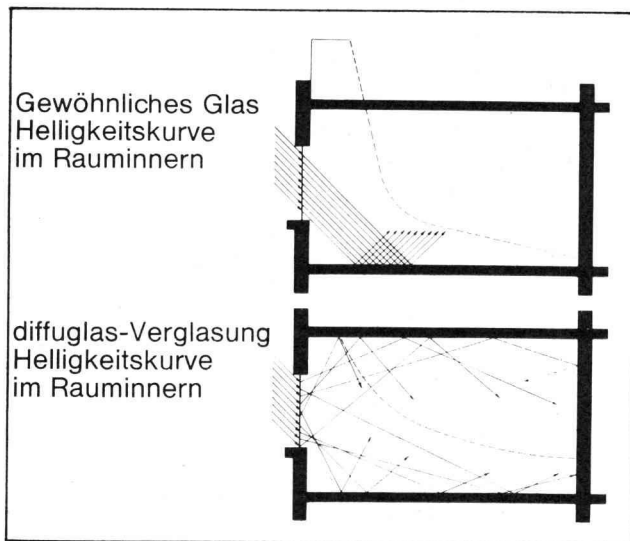 Gewöhnliches Glas
Helligkeitskurve
im Rauminnern
diffuglas-Verglasung
Helligkeitskurve
im Rauminnern